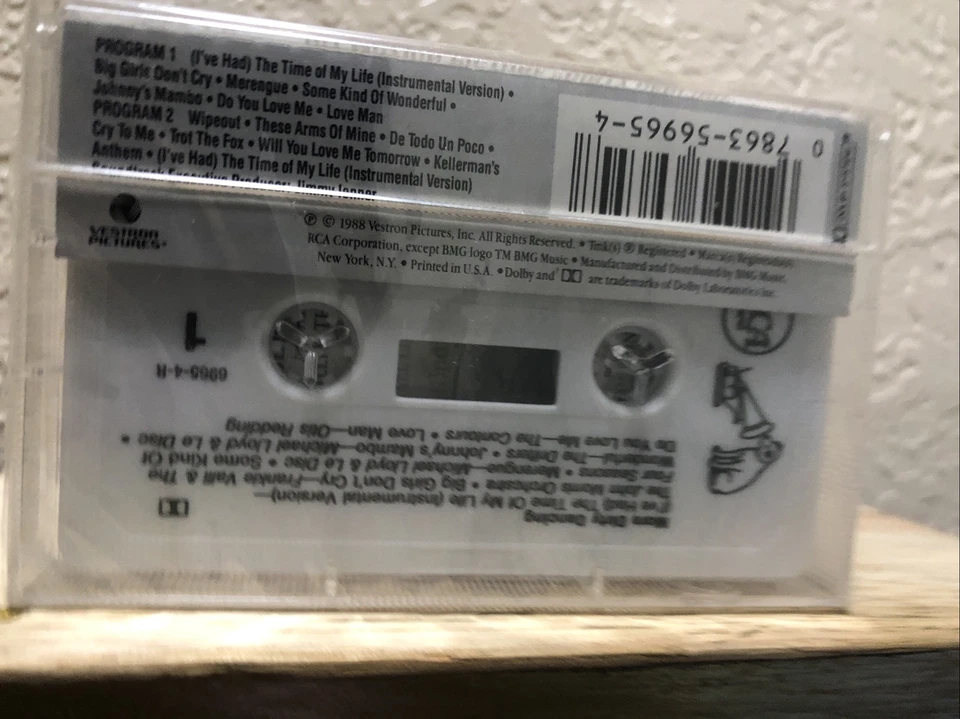 PROGRAM 1 (I've Had) The Time of My Life (Instrumental Version) •
Big Girls Don't Cry • Merengue • Some Kind Of Wonderful •
Johnny's Mambo • Do You Love Me • Love Man
PROGRAM 2 Wipeout • These Arms Of Mine • De Todo Un Poco •
Cry To Me • Trot The Fox • Will You Love Me Tomorrow • Kellerman's
Anthem • (I've Had) The Time of My Life (Instrumental Version)
Soundtrack Executive Producer: Jimmy Ienner
0 7863-56965-4
VESTRON
PICTURES
℗ © 1988 Vestron Pictures, Inc. All Rights Reserved. • Tmk(s) ® Registered • Marca(s) Registrada(s)
RCA Corporation, except BMG logo TM BMG Music • Manufactured and Distributed by BMG Music,
New York, N.Y. • Printed in U.S.A. • Dolby and are trademarks of Dolby Laboratories Inc.
1
6965-4-R
More Dirty Dancing
(I've Had) The Time Of My Life (Instrumental Version)—
The John Morris Orchestra • Big Girls Don't Cry—Frankie Valli & The
Four Seasons • Merengue—Michael Lloyd & Le Disc • Some Kind Of
Wonderful—The Drifters • Johnny's Mambo—Michael Lloyd & Le Disc •
Do You Love Me—The Contours • Love Man—Otis Redding